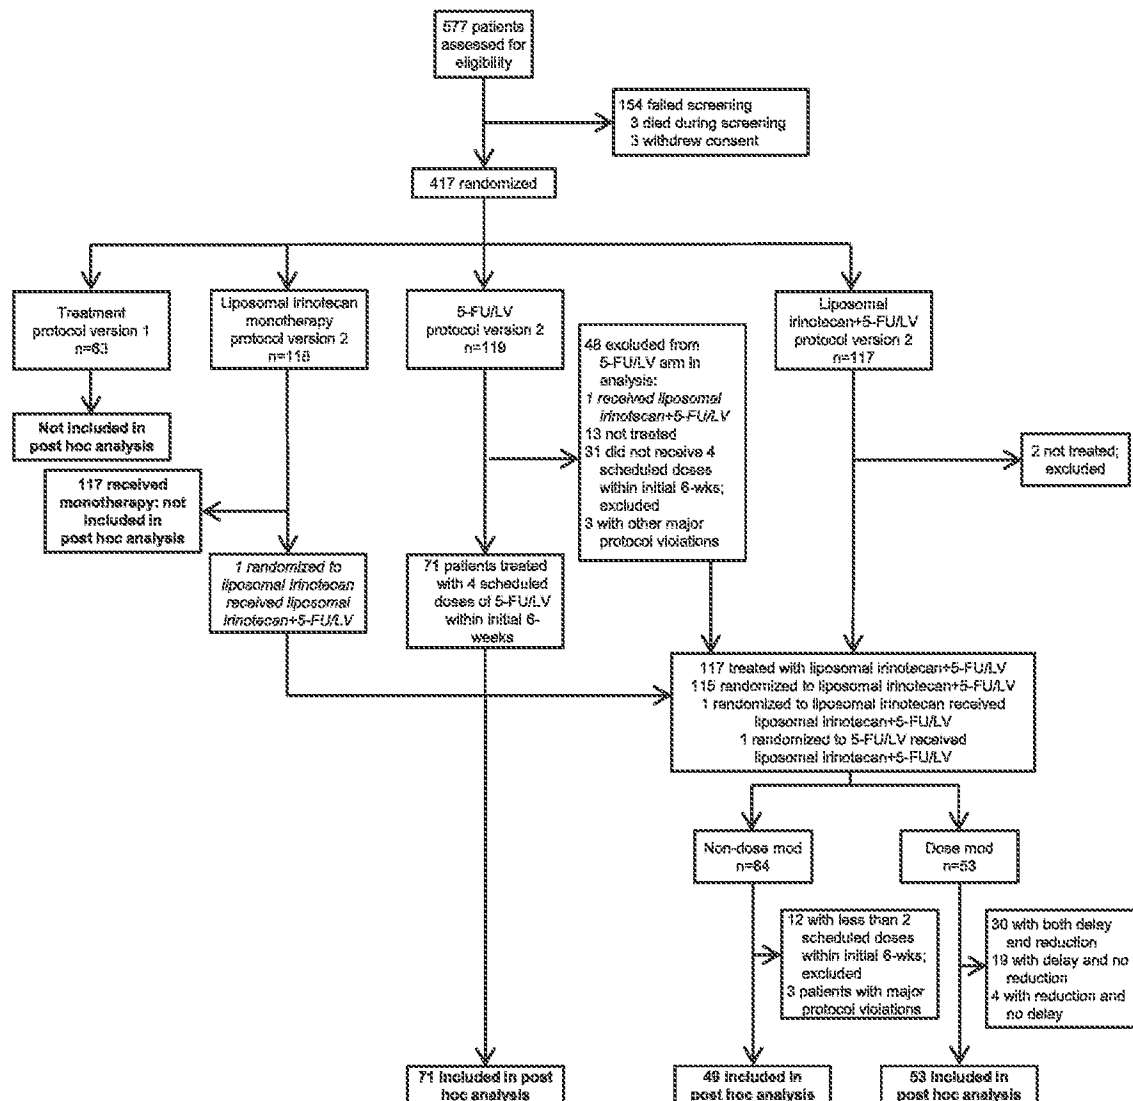 577 patients
assessed for
eligibility
154 failed screening
3 died during screening
3 withdrew consent
417 randomized
Treatment
protocol version 1
n=63
Liposomal irinotecan
monotherapy
protocol version 2
n=118
5-FU/LV
protocol version 2
n=119
Liposomal
irinotecan+5-FU/LV
protocol version 2
n=117
48 excluded from
5-FU/LV arm in
analysis:
1 received liposomal
irinotecan+5-FU/LV
13 not treated
31 did not receive 4
scheduled doses
within initial 6-wks;
excluded
3 with other major
protocol violations
Not included in
post hoc analysis
2 not treated;
excluded
117 received
monotherapy: not
included in
post hoc analysis
1 randomized to
liposomal irinotecan
received liposomal
irinotecan+5-FU/LV
71 patients treated
with 4 scheduled
doses of 5-FU/LV
within initial 6-
weeks
117 treated with liposomal irinotecan+5-FU/LV
115 randomized to liposomal irinotecan+5-FU/LV
1 randomized to liposomal irinotecan received
liposomal irinotecan+5-FU/LV
1 randomized to 5-FU/LV received
liposomal irinotecan+5-FU/LV
Non-dose mod
n=64
Dose mod
n=53
12 with less than 2
scheduled doses
within initial 6-wks;
excluded
3 patients with major
protocol violations
30 with both delay
and reduction
19 with delay and no
reduction
4 with reduction and
no delay
71 included in post
hoc analysis
49 included in
post hoc analysis
53 included in
post hoc analysis